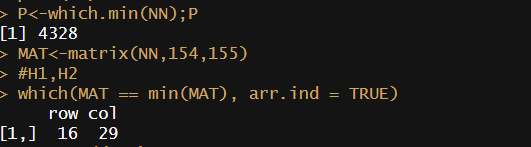 > P<-which.min(NN);P
[1] 4328
> MAT<-matrix(NN,154,155)
> #H1,H2
> which(MAT == min(MAT), arr.ind = TRUE)
     row col
[1,]  16  29